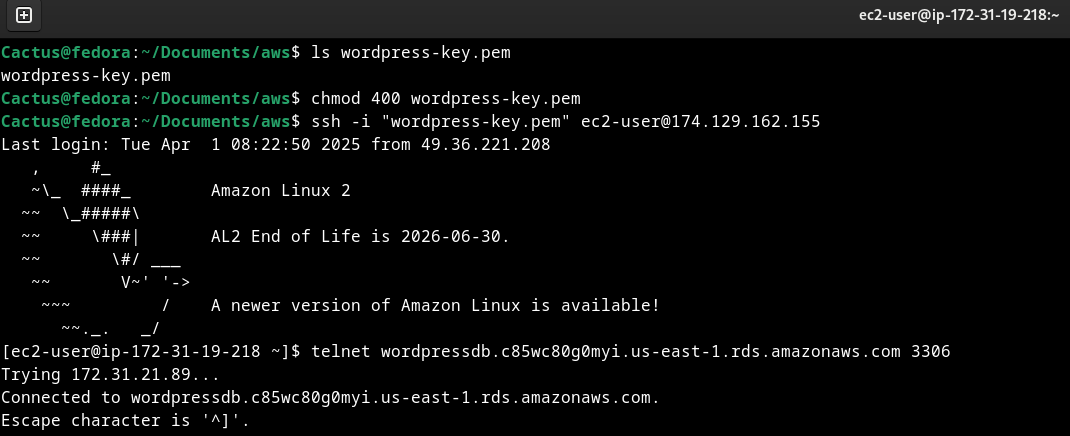 ec2-user@ip-172-31-19-218:~
Cactus@fedora:~/Documents/aws$ ls wordpress-key.pem
wordpress-key.pem
Cactus@fedora:~/Documents/aws$ chmod 400 wordpress-key.pem
Cactus@fedora:~/Documents/aws$ ssh -i "wordpress-key.pem" ec2-user@174.129.162.155
Last login: Tue Apr  1 08:22:50 2025 from 49.36.221.208
   ,     #_
   ~\_  ####_        Amazon Linux 2
  ~~  \_#####\
  ~~     \###|       AL2 End of Life is 2026-06-30.
  ~~       \#/ ___
   ~~       V~' '->
    ~~~         /    A newer version of Amazon Linux is available!
      ~~._.   _/
[ec2-user@ip-172-31-19-218 ~]$ telnet wordpressdb.c85wc80g0myi.us-east-1.rds.amazonaws.com 3306
Trying 172.31.21.89...
Connected to wordpressdb.c85wc80g0myi.us-east-1.rds.amazonaws.com.
Escape character is '^]'.